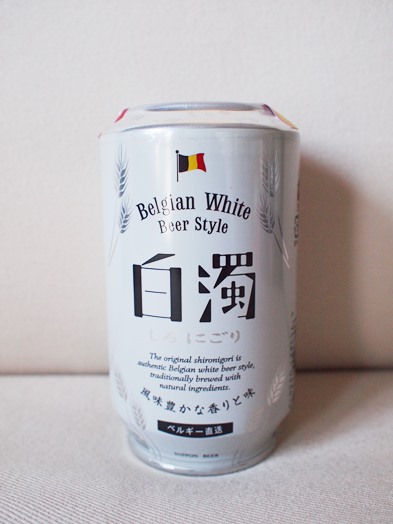 Belgian White
Beer Style
白濁
しろにごり
The original shironigori is
authentic Belgian white beer style,
traditionally brewed with
natural ingredients.
風味豊かな香りと味
ベルギー直送
NIPPON BEER